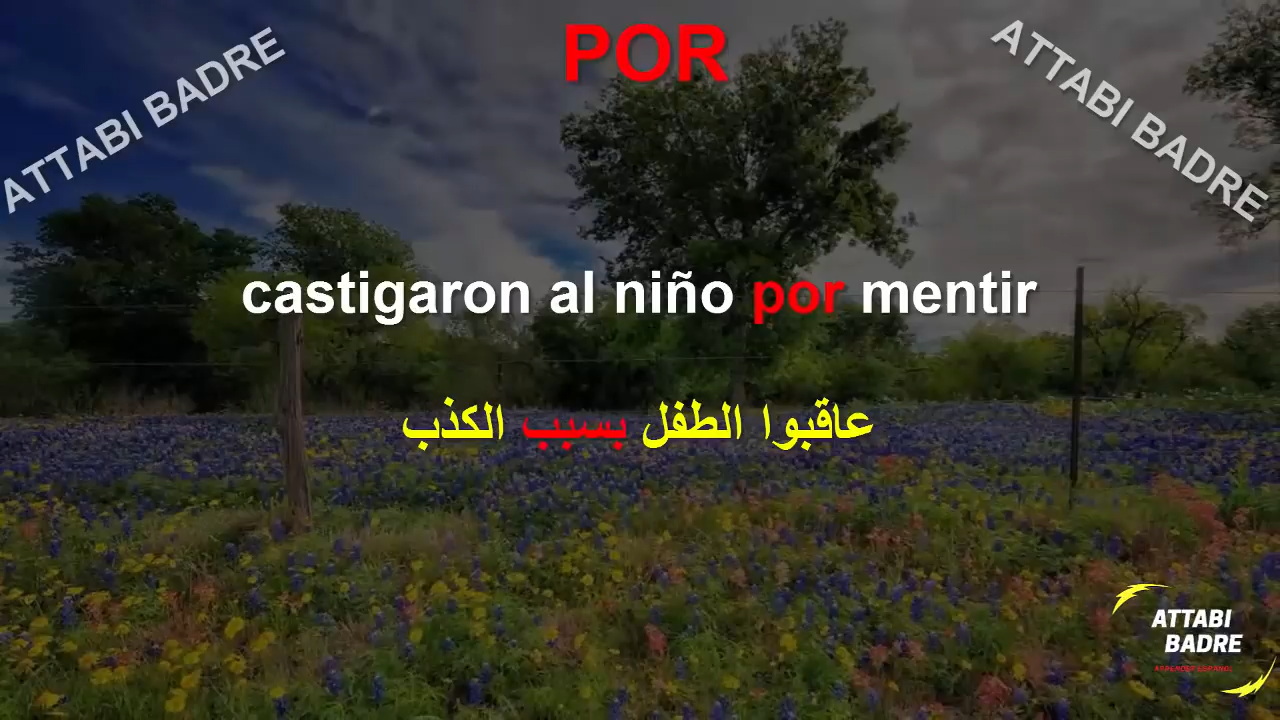 POR
ATTABI BADRE
ATTABI BADRE
castigaron al niño por mentir
عاقبوا الطفل بسبب الكذب
ATTABI
BADRE